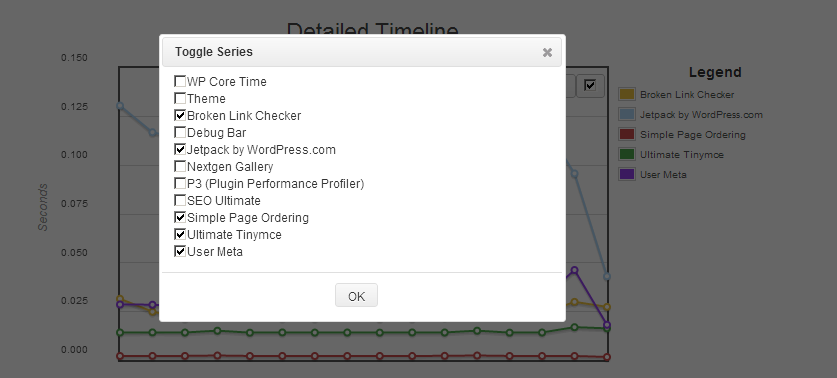 Detailed Timeline
Toggle Series
WP Core Time
Theme
Broken Link Checker
Debug Bar
Jetpack by WordPress.com
Nextgen Gallery
P3 (Plugin Performance Profiler)
SEO Ultimate
Simple Page Ordering
Ultimate Tinymce
User Meta
OK
0.150
0.125
0.100
0.075
0.050
0.025
0.000
Seconds
Legend
Broken Link Checker
Jetpack by WordPress.com
Simple Page Ordering
Ultimate Tinymce
User Meta